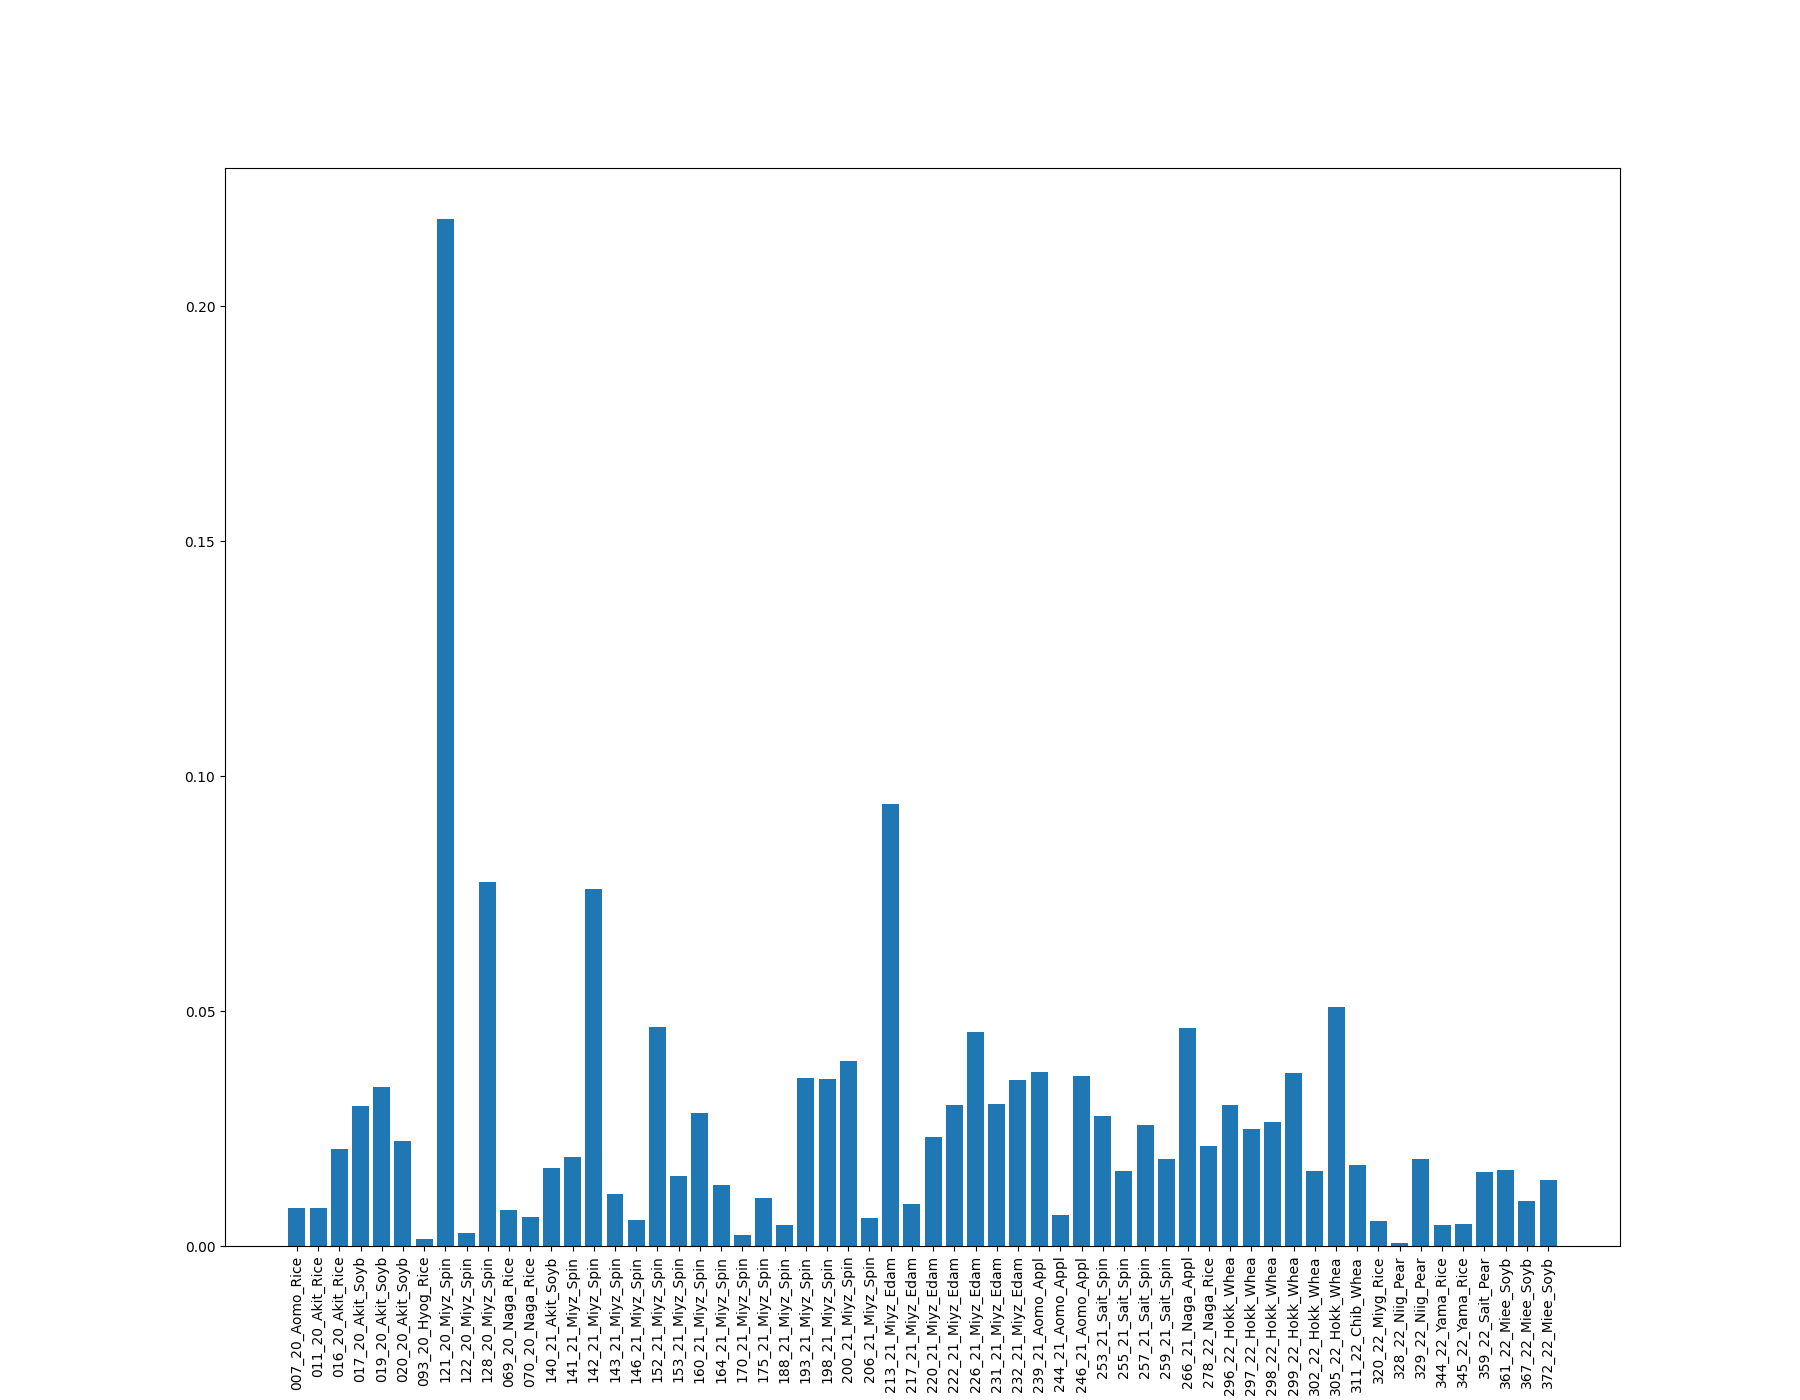 0.20
0.15
0.10
0.05
0.00
007_20_Aomo_Rice
011_20_Akit_Rice
016_20_Akit_Rice
017_20_Akit_Soyb
019_20_Akit_Soyb
020_20_Akit_Soyb
093_20_Hyog_Rice
121_20_Miyz_Spin
122_20_Miyz_Spin
128_20_Miyz_Spin
069_20_Naga_Rice
070_20_Naga_Rice
140_21_Akit_Soyb
141_21_Miyz_Spin
142_21_Miyz_Spin
143_21_Miyz_Spin
146_21_Miyz_Spin
152_21_Miyz_Spin
153_21_Miyz_Spin
160_21_Miyz_Spin
164_21_Miyz_Spin
170_21_Miyz_Spin
175_21_Miyz_Spin
188_21_Miyz_Spin
193_21_Miyz_Spin
198_21_Miyz_Spin
200_21_Miyz_Spin
206_21_Miyz_Spin
213_21_Miyz_Edam
217_21_Miyz_Edam
220_21_Miyz_Edam
222_21_Miyz_Edam
226_21_Miyz_Edam
231_21_Miyz_Edam
232_21_Miyz_Edam
239_21_Aomo_Appl
244_21_Aomo_Appl
246_21_Aomo_Appl
253_21_Sait_Spin
255_21_Sait_Spin
257_21_Sait_Spin
259_21_Sait_Spin
266_21_Naga_Appl
278_22_Naga_Rice
296_22_Hokk_Whea
297_22_Hokk_Whea
298_22_Hokk_Whea
299_22_Hokk_Whea
302_22_Hokk_Whea
305_22_Hokk_Whea
311_22_Chib_Whea
320_22_Miyg_Rice
328_22_Niig_Pear
329_22_Niig_Pear
344_22_Yama_Rice
345_22_Yama_Rice
359_22_Sait_Pear
361_22_Miee_Soyb
367_22_Miee_Soyb
372_22_Miee_Soyb